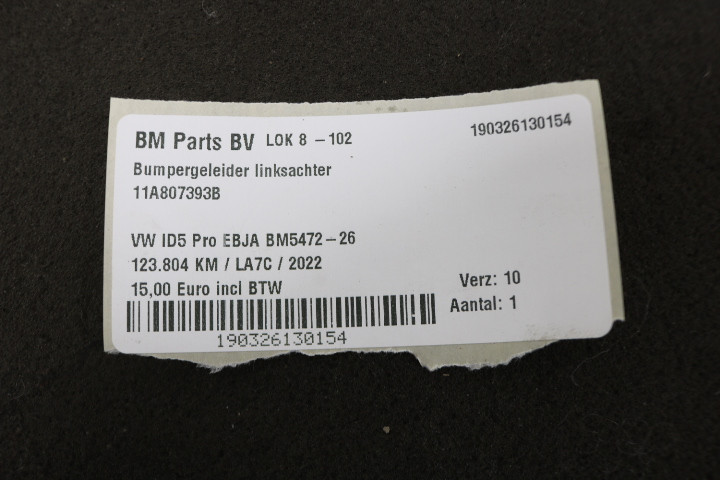 BM Parts BV LOK 8 - 102 190326130154
Bumpergeleider linksachter
11A807393B
VW ID5 Pro EBJA BM5472-26
123.804 KM / LA7C / 2022
15,00 Euro incl BTW Verz: 10
Aantal: 1
190326130154